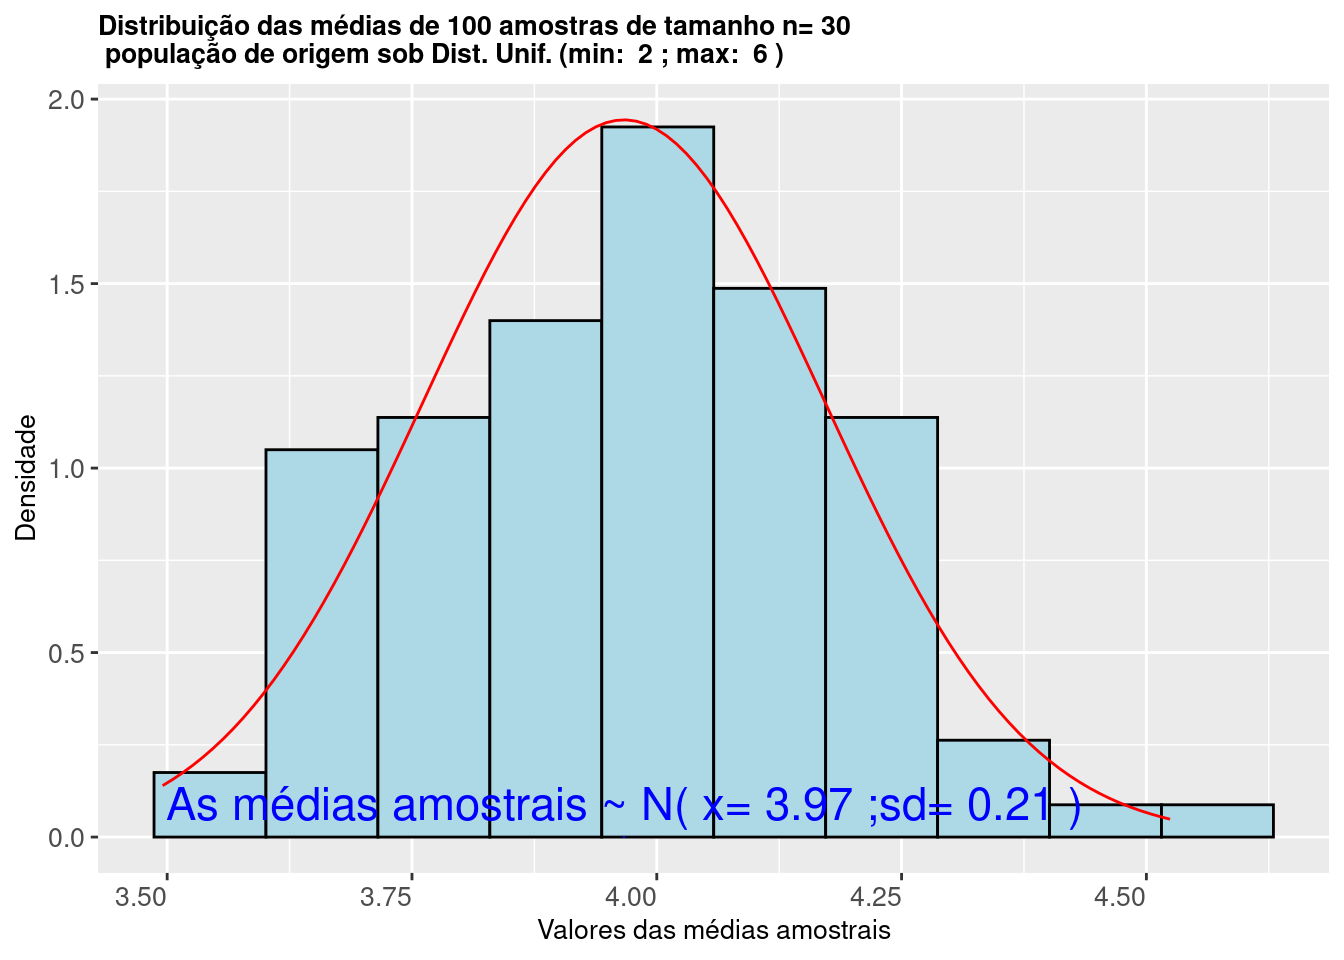 Distribuição das médias de 100 amostras de tamanho n= 30
população de origem sob Dist. Unif. (min:  2 ; max:  6 )
2.0
1.5
1.0
0.5
0.0
Densidade
As médias amostrais ~ N( x= 3.97 ;sd= 0.21 )
3.50 3.75 4.00 4.25 4.50
Valores das médias amostrais